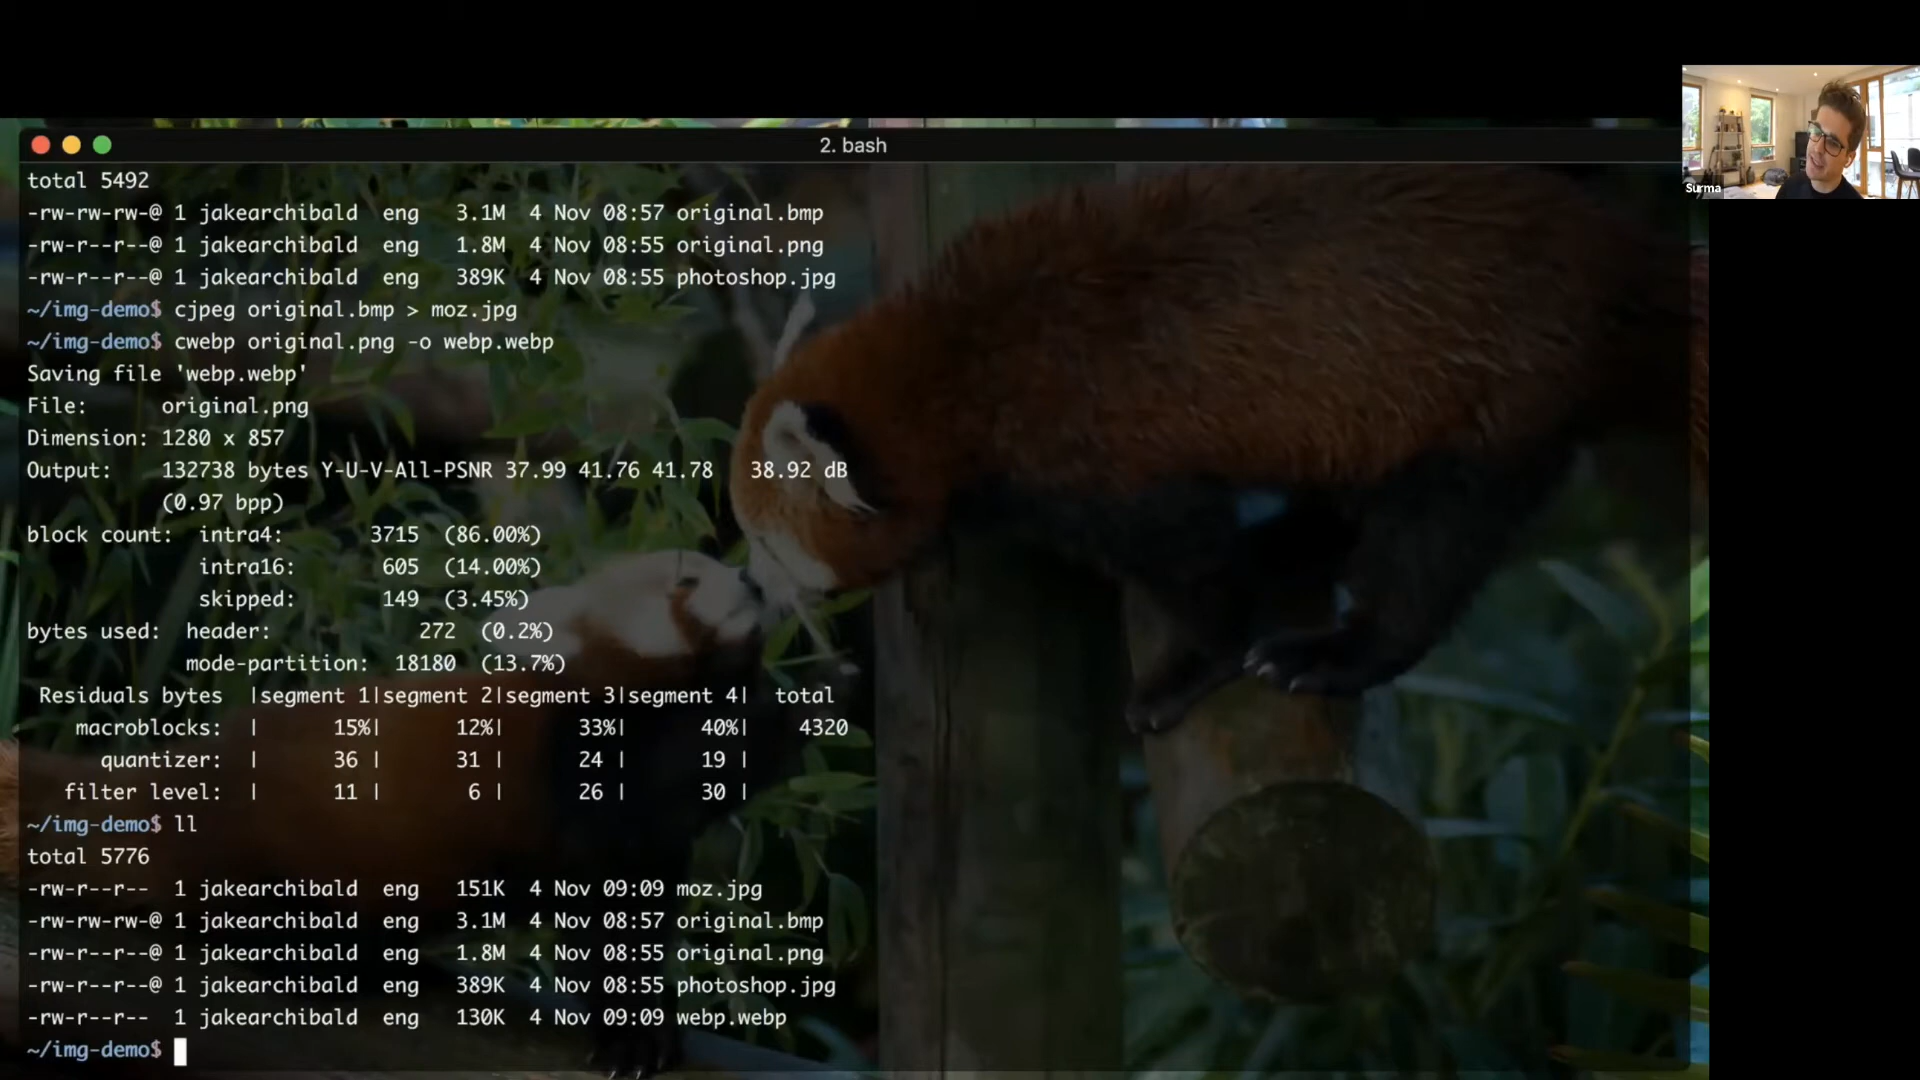 2. bash
Surma
total 5492
-rw-rw-rw-@ 1 jakearchibald  eng   3.1M  4 Nov 08:57 original.bmp
-rw-r--r--@ 1 jakearchibald  eng   1.8M  4 Nov 08:55 original.png
-rw-r--r--@ 1 jakearchibald  eng   389K  4 Nov 08:55 photoshop.jpg
~/img-demo$ cjpeg original.bmp > moz.jpg
~/img-demo$ cwebp original.png -o webp.webp
Saving file 'webp.webp'
File:      original.png
Dimension: 1280 x 857
Output:    132738 bytes Y-U-V-All-PSNR 37.99 41.76 41.78   38.92 dB
           (0.97 bpp)
block count:  intra4:       3715  (86.00%)
              intra16:       605  (14.00%)
              skipped:       149  (3.45%)
bytes used:  header:            272  (0.2%)
             mode-partition:  18180  (13.7%)
 Residuals bytes  |segment 1|segment 2|segment 3|segment 4|  total
    macroblocks:  |      15%|      12%|      33%|      40%|    4320
      quantizer:  |      36 |      31 |      24 |      19 |
   filter level:  |      11 |       6 |      26 |      30 |
~/img-demo$ ll
total 5776
-rw-r--r--  1 jakearchibald  eng   151K  4 Nov 09:09 moz.jpg
-rw-rw-rw-@ 1 jakearchibald  eng   3.1M  4 Nov 08:57 original.bmp
-rw-r--r--@ 1 jakearchibald  eng   1.8M  4 Nov 08:55 original.png
-rw-r--r--@ 1 jakearchibald  eng   389K  4 Nov 08:55 photoshop.jpg
-rw-r--r--  1 jakearchibald  eng   130K  4 Nov 09:09 webp.webp
~/img-demo$